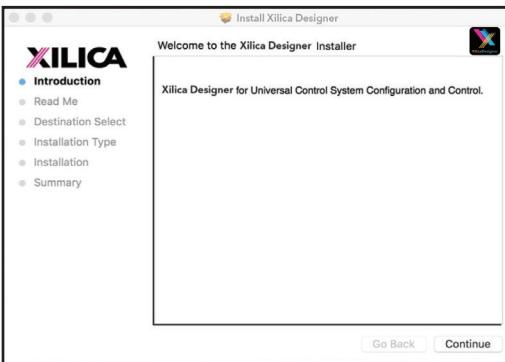 Install Xilica Designer
XILICA
Welcome to the Xilica Designer Installer
Introduction
Read Me
Destination Select
Installation Type
Installation
Summary
Xilica Designer for Universal Control System Configuration and Control.
Go Back
Continue